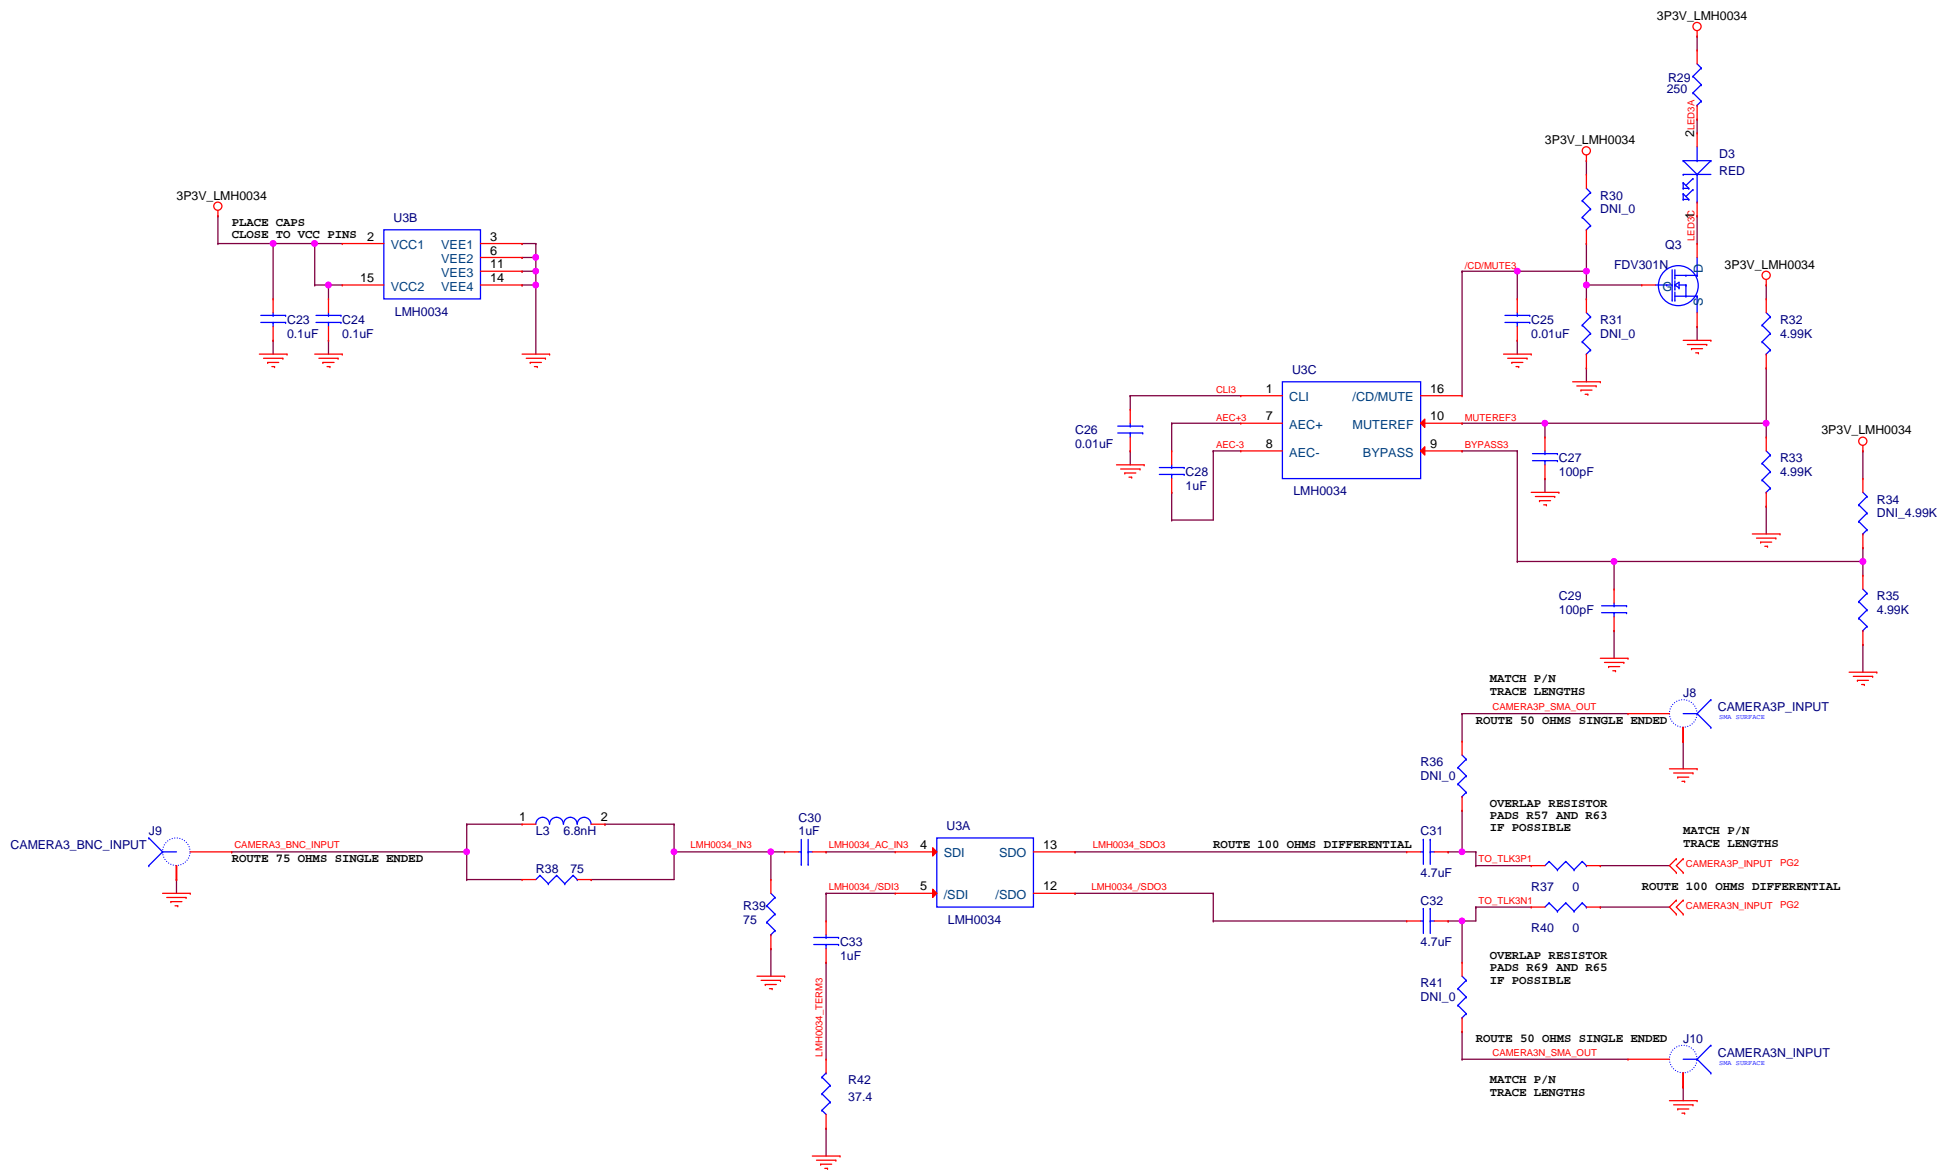 3P3V_LMH0034
R29
250
LED3A
2
D3
RED
1
LED3C
3P3V_LMH0034
R30
DNI_0
Q3
FDV301N
D
G
S
3P3V_LMH0034
/CD/MUTE3
C25
0.01uF
R31
DNI_0
R32
4.99K
3P3V_LMH0034
PLACE CAPS
CLOSE TO VCC PINS
U3B
2
VCC1
VEE1
3
VEE2
6
VEE3
11
15
VCC2
VEE4
14
LMH0034
C23
0.1uF
C24
0.1uF
U3C
CLI3
1
CLI
/CD/MUTE
16
AEC+3
7
AEC+
MUTEREF
10
MUTEREF3
AEC-3
8
AEC-
BYPASS
9
BYPASS3
LMH0034
C26
0.01uF
C28
1uF
C27
100pF
R33
4.99K
3P3V_LMH0034
R34
DNI_4.99K
C29
100pF
R35
4.99K
MATCH P/N
TRACE LENGTHS
CAMERA3P_SMA_OUT
ROUTE 50 OHMS SINGLE ENDED
J8
CAMERA3P_INPUT
SMA SURFACE
R36
DNI_0
OVERLAP RESISTOR
PADS R57 AND R63
IF POSSIBLE
MATCH P/N
TRACE LENGTHS
CAMERA3_BNC_INPUT
J9
CAMERA3_BNC_INPUT
ROUTE 75 OHMS SINGLE ENDED
1
2
L3
6.8nH
R38
75
LMH0034_IN3
C30
1uF
LMH0034_AC_IN3
U3A
4
SDI
SDO
13
LMH0034_SDO3
ROUTE 100 OHMS DIFFERENTIAL
C31
4.7uF
TO_TLK3P1
R37
0
CAMERA3P_INPUT
PG2
ROUTE 100 OHMS DIFFERENTIAL
LMH0034_/SDI3
5
/SDI
/SDO
12
LMH0034_/SDO3
LMH0034
C32
4.7uF
TO_TLK3N1
R40
0
CAMERA3N_INPUT
PG2
R39
75
C33
1uF
OVERLAP RESISTOR
PADS R69 AND R65
IF POSSIBLE
R41
DNI_0
LMH0034_TERM3
R42
37.4
ROUTE 50 OHMS SINGLE ENDED
CAMERA3N_SMA_OUT
J10
CAMERA3N_INPUT
SMA SURFACE
MATCH P/N
TRACE LENGTHS